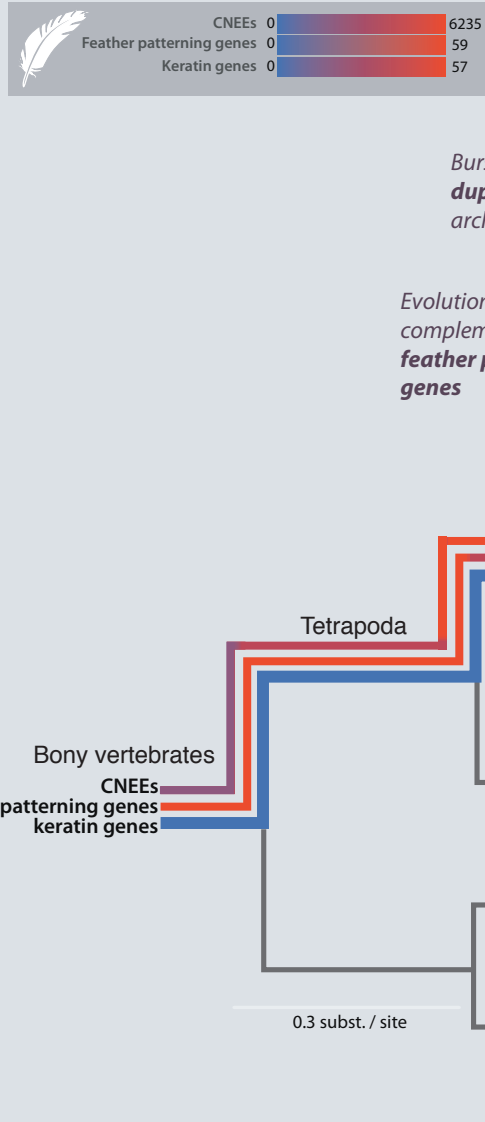 CNEEs 0 6235
Feather patterning genes 0 59
Keratin genes 0 57
Bur
dup
arch
Evolution
complem
feather p
genes
Tetrapoda
Bony vertebrates
CNEEs
patterning genes
keratin genes
0.3 subst. / site